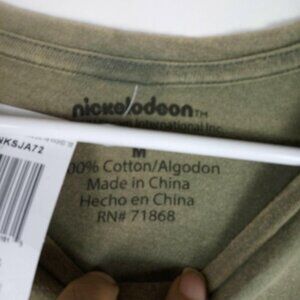 nickelodeon™
International Inc.
M
00% Cotton/Algodon
Made in China
Hecho en China
RN# 71868
NKSJA72